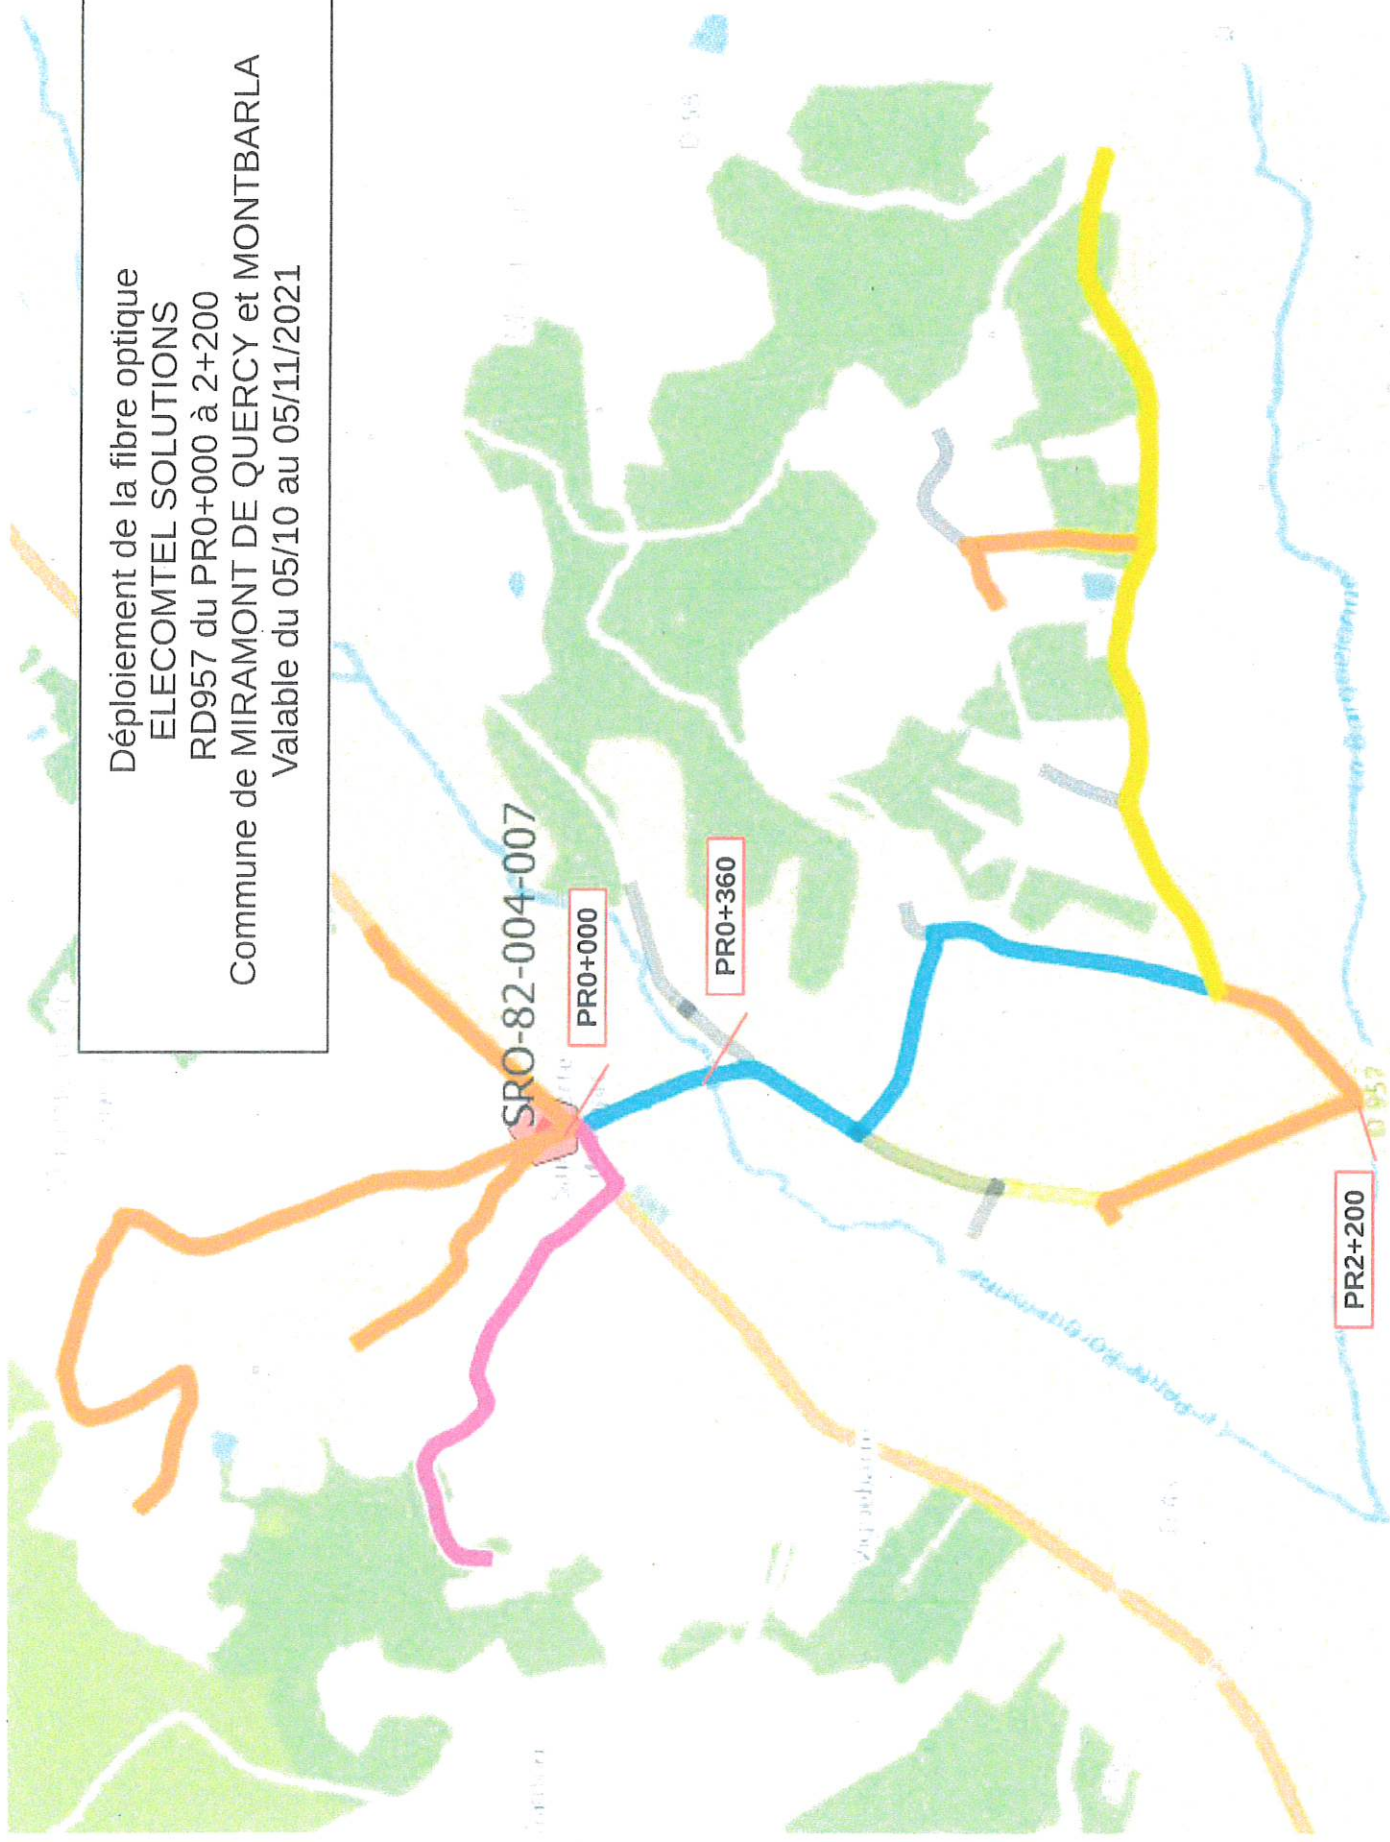 Déploiement de la fibre optique
ELECOMTEL SOLUTIONS
RD957 du PR0+000 à 2+200
Commune de MIRAMONT DE QUERCY et MONTBARLA
Valable du 05/10 au 05/11/2021
SRO-82-004-007
PR0+000
PR0+360
PR2+200
D 957